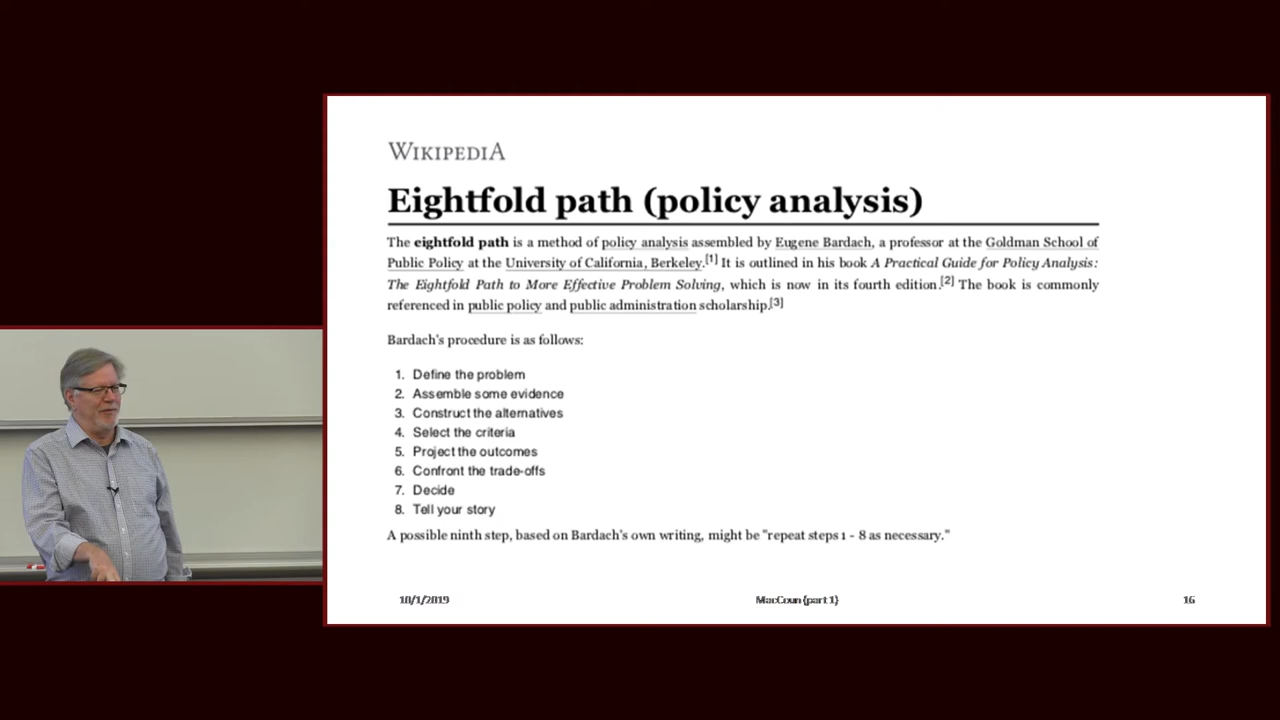 WIKIPEDIA
Eightfold path (policy analysis)
The eightfold path is a method of policy analysis assembled by Eugene Bardach, a professor at the Goldman School of
Public Policy at the University of California, Berkeley.[1] It is outlined in his book A Practical Guide for Policy Analysis:
The Eightfold Path to More Effective Problem Solving, which is now in its fourth edition.[2] The book is commonly
referenced in public policy and public administration scholarship.[3]
Bardach's procedure is as follows:
1. Define the problem
2. Assemble some evidence
3. Construct the alternatives
4. Select the criteria
5. Project the outcomes
6. Confront the trade-offs
7. Decide
8. Tell your story
A possible ninth step, based on Bardach's own writing, might be "repeat steps 1 - 8 as necessary."
10/1/2019 MacCoun (part 1) 16